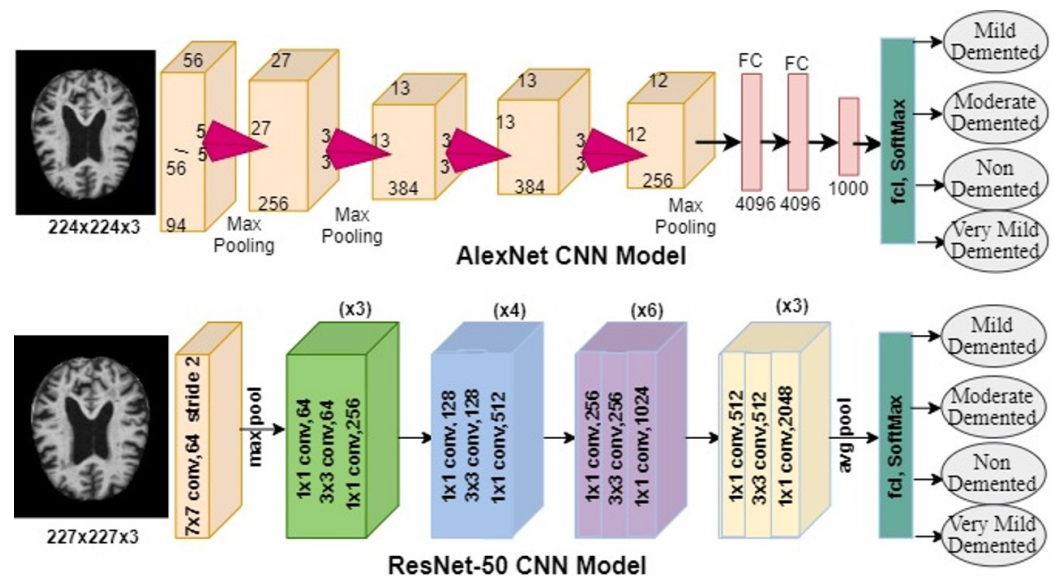 56
5
5
56
94
224x224x3
27
27
256
Max
Pooling
3
3
13
13
384
Max
Pooling
3
3
13
13
384
3
3
12
12
256
Max
Pooling
FC
4096
FC
4096
1000
fcl, SoftMax
Mild
Demented
Moderate
Demented
Non
Demented
Very Mild
Demented
AlexNet CNN Model
227x227x3
7x7 conv,64 stride 2
max pool
(x3)
1x1 conv,64
3x3 conv,64
1x1 conv,256
(x4)
1x1 conv,128
3x3 conv,128
1x1 conv,512
(x6)
1x1 conv,256
3x3 conv,256
1x1 conv,1024
(x3)
1x1 conv,512
3x3 conv,512
1x1 conv,2048
avg pool
fcl, SoftMax
Mild
Demented
Moderate
Demented
Non
Demented
Very Mild
Demented
ResNet-50 CNN Model